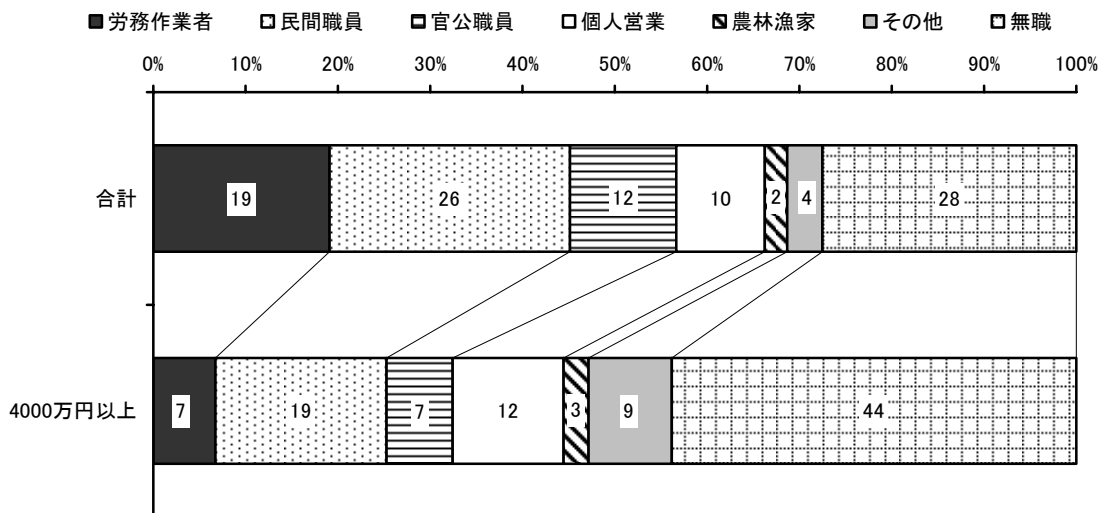 労務作業者 民間職員 官公職員 個人営業 農林漁家 その他 無職
0% 10% 20% 30% 40% 50% 60% 70% 80% 90% 100%
合計 19 26 12 10 2 4 28
4000万円以上 7 19 7 12 3 9 44